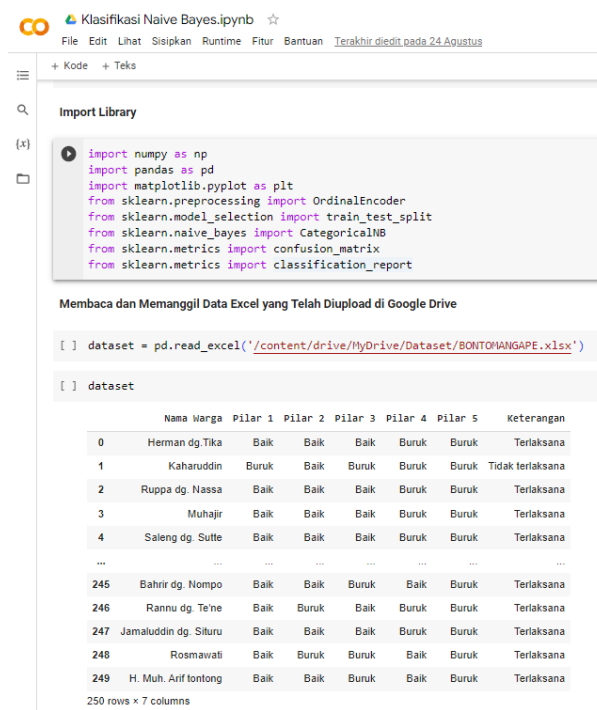 Klasifikasi Naive Bayes.ipynb
File Edit Lihat Sisipkan Runtime Fitur Bantuan Terakhir diedit pada 24 Agustus
+ Kode + Teks
Import Library
import numpy as np
import pandas as pd
import matplotlib.pyplot as plt
from sklearn.preprocessing import OrdinalEncoder
from sklearn.model_selection import train_test_split
from sklearn.naive_bayes import CategoricalNB
from sklearn.metrics import confusion_matrix
from sklearn.metrics import classification_report
Membaca dan Memanggil Data Excel yang Telah Diupload di Google Drive
[ ] dataset = pd.read_excel('/content/drive/MyDrive/Dataset/BONTOMANGAPE.xlsx')
[ ] dataset
Nama Warga Pilar 1 Pilar 2 Pilar 3 Pilar 4 Pilar 5 Keterangan
0 Herman dg.Tika Baik Baik Baik Buruk Buruk Terlaksana
1 Kaharuddin Buruk Baik Buruk Buruk Buruk Tidak terlaksana
2 Ruppa dg. Nassa Baik Baik Baik Buruk Buruk Terlaksana
3 Muhajir Baik Baik Baik Buruk Buruk Terlaksana
4 Saleng dg. Sutte Baik Baik Baik Buruk Buruk Terlaksana
... ... ... ... ... ... ... ...
245 Bahrir dg. Nompo Baik Baik Buruk Baik Buruk Terlaksana
246 Rannu dg. Te'ne Baik Buruk Baik Buruk Buruk Terlaksana
247 Jamaluddin dg. Situru Baik Baik Baik Buruk Buruk Terlaksana
248 Rosmawati Baik Buruk Buruk Baik Buruk Terlaksana
249 H. Muh. Arif tontong Baik Baik Buruk Buruk Buruk Terlaksana
250 rows × 7 columns
{x}